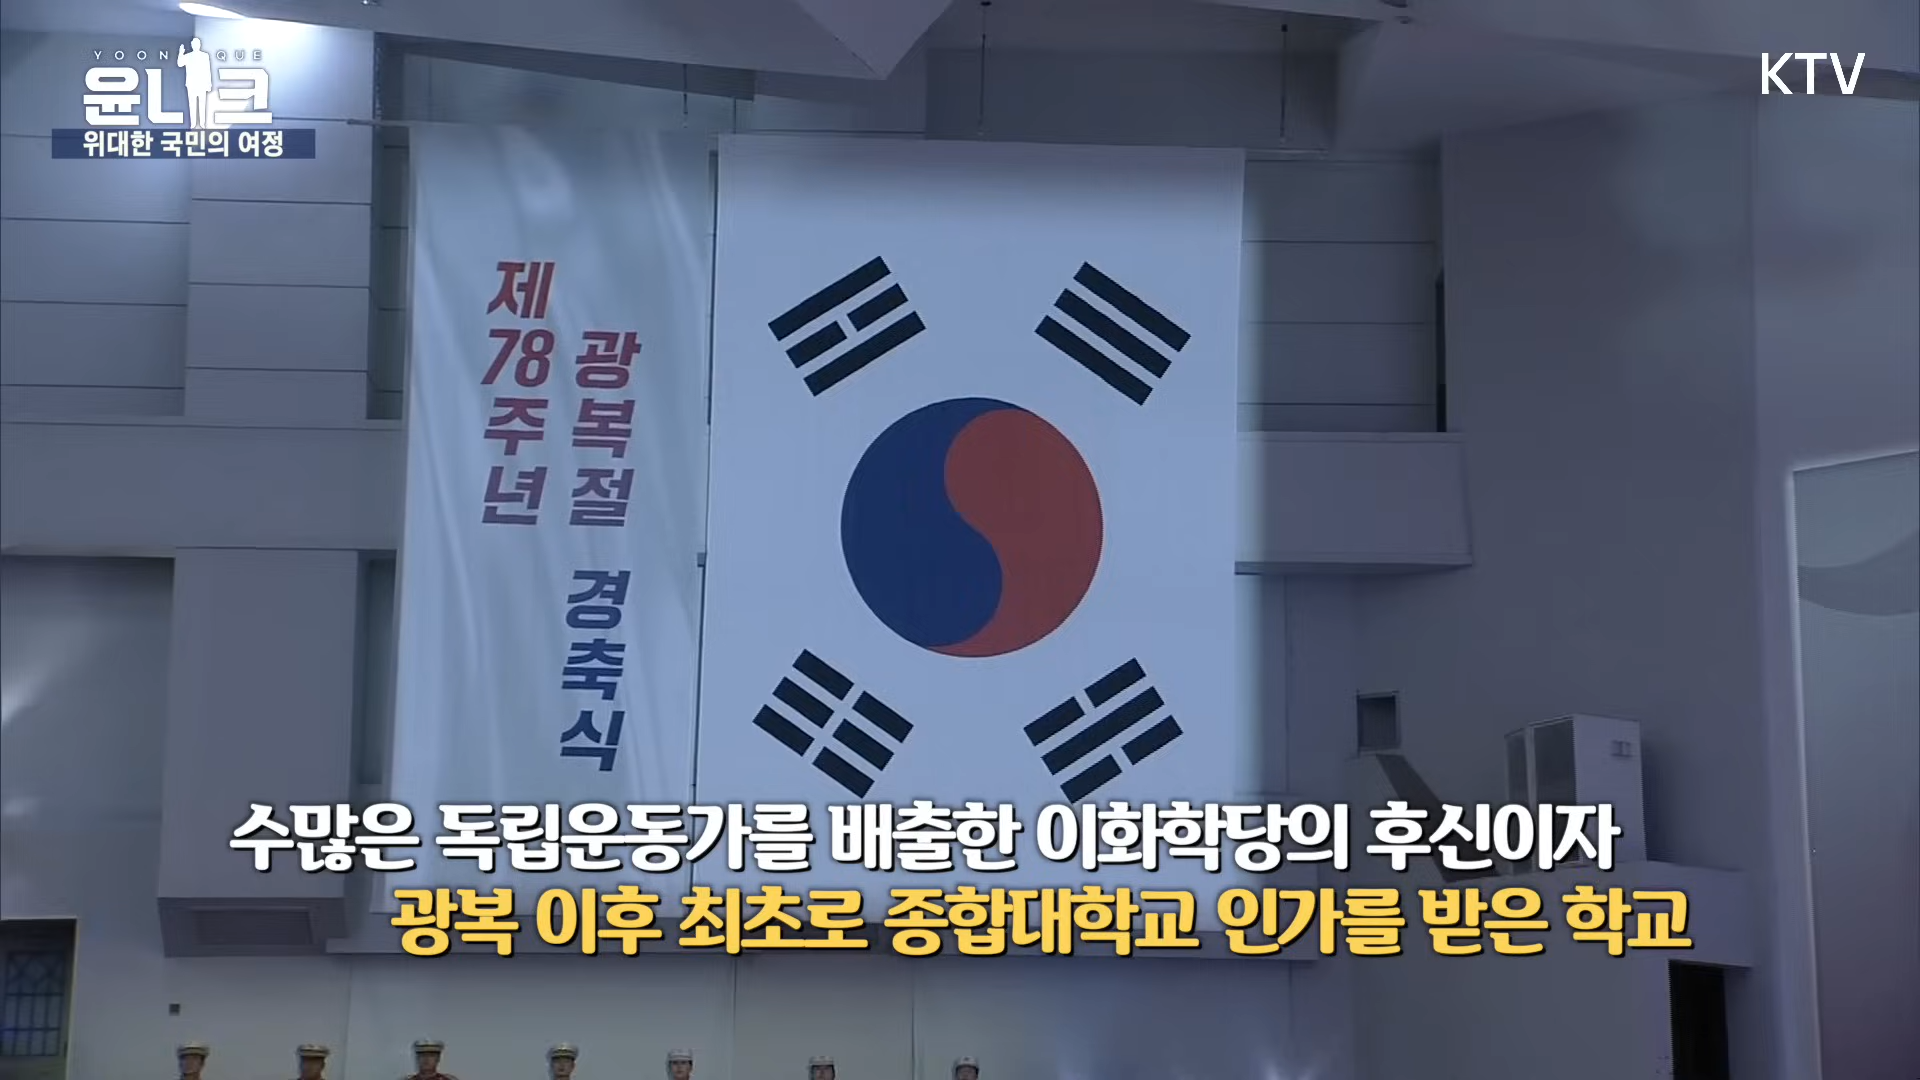 YOON QUE
윤니크
위대한 국민의 여정
KTV
제78주년
광복절 경축식
수많은 독립운동가를 배출한 이화학당의 후신이자
광복 이후 최초로 종합대학교 인가를 받은 학교